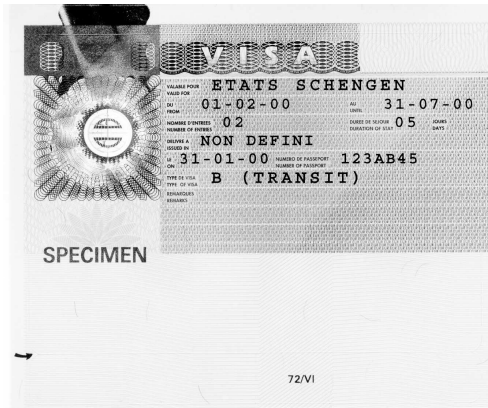 VISA
VALABLE POUR
VALID FOR
ETATS SCHENGEN
DU
FROM
01-02-00
AU
UNTIL
31-07-00
NOMBRE D'ENTREES
NUMBER OF ENTRIES
02
DUREE DE SEJOUR
DURATION OF STAY
05
JOURS
DAYS
DELIVRE A
ISSUED IN
NON DEFINI
LE
ON
31-01-00
NUMERO DE PASSEPORT
NUMBER OF PASSPORT
123AB45
TYPE DE VISA
TYPE OF VISA
B (TRANSIT)
REMARQUES
REMARKS
SPECIMEN
72/VI